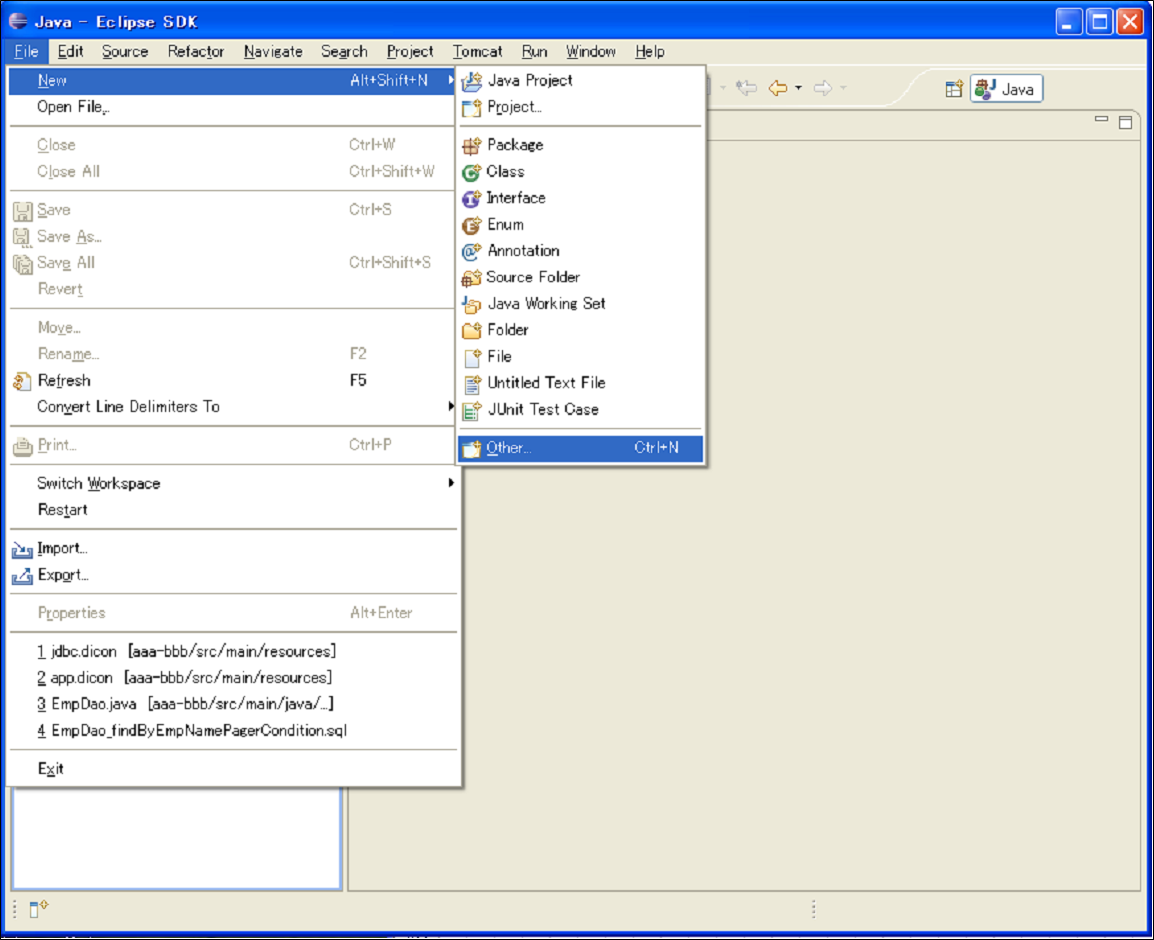 Java - Eclipse SDK
File Edit Source Refactor Navigate Search Project Tomcat Run Window Help
New Alt+Shift+N
Open File...
Close Ctrl+W
Close All Ctrl+Shift+W
Save Ctrl+S
Save As...
Save All Ctrl+Shift+S
Revert
Move...
Rename... F2
Refresh F5
Convert Line Delimiters To
Print... Ctrl+P
Switch Workspace
Restart
Import...
Export...
Properties Alt+Enter
1 jdbc.dicon [aaa-bbb/src/main/resources]
2 app.dicon [aaa-bbb/src/main/resources]
3 EmpDao.java [aaa-bbb/src/main/java/...]
4 EmpDao_findByEmpNamePagerCondition.sql
Exit
Java Project
Project...
Package
Class
Interface
Enum
Annotation
Source Folder
Java Working Set
Folder
File
Untitled Text File
JUnit Test Case
Other... Ctrl+N
Java